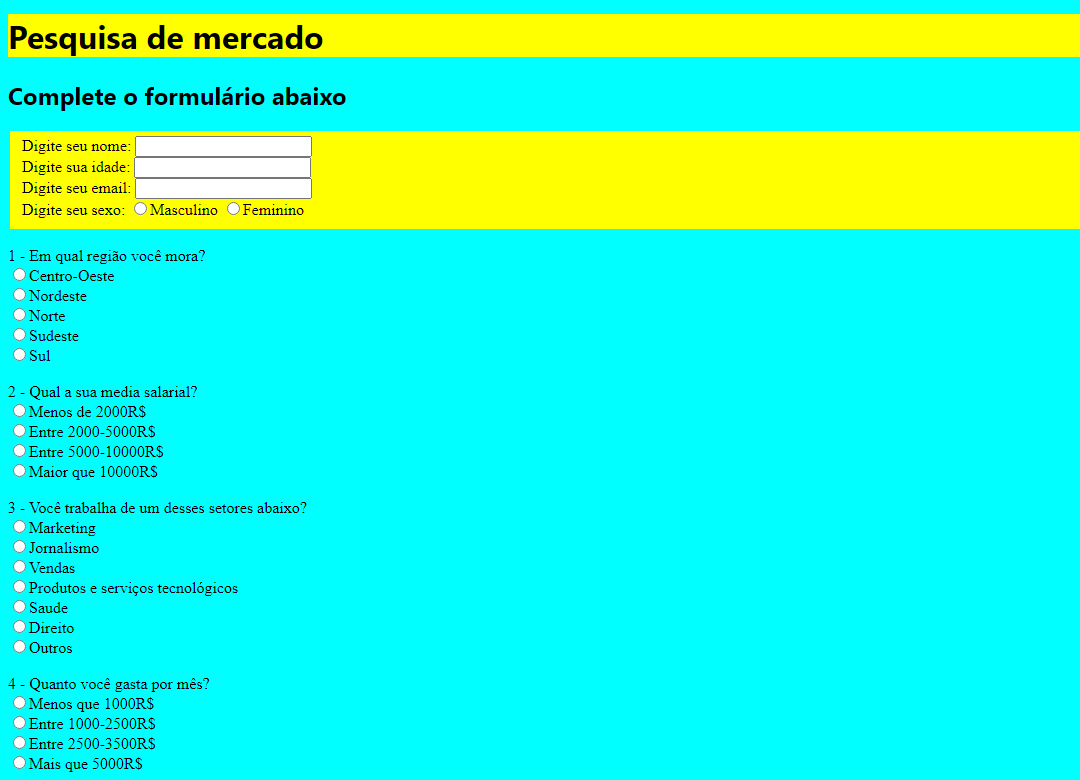 Pesquisa de mercado
Complete o formulário abaixo
Digite seu nome:
Digite sua idade:
Digite seu email:
Digite seu sexo: Masculino Feminino
1 - Em qual região você mora?
Centro-Oeste
Nordeste
Norte
Sudeste
Sul
2 - Qual a sua media salarial?
Menos de 2000R$
Entre 2000-5000R$
Entre 5000-10000R$
Maior que 10000R$
3 - Você trabalha de um desses setores abaixo?
Marketing
Jornalismo
Vendas
Produtos e serviços tecnológicos
Saude
Direito
Outros
4 - Quanto você gasta por mês?
Menos que 1000R$
Entre 1000-2500R$
Entre 2500-3500R$
Mais que 5000R$